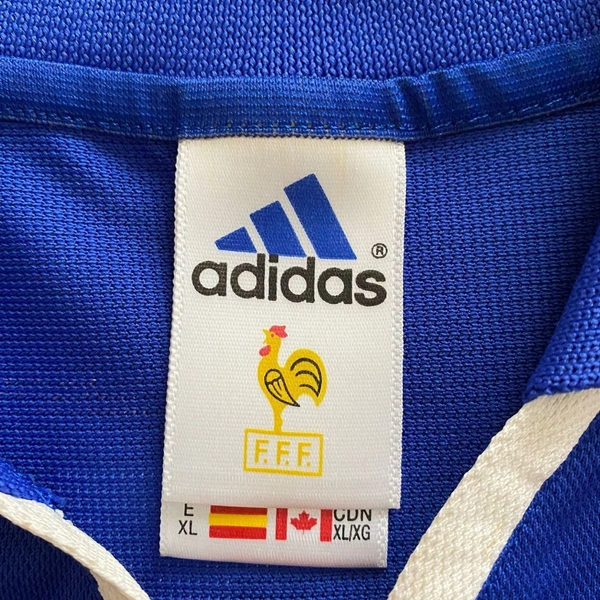 adidas®
F.F.F.
E CDN
XL XL/XG